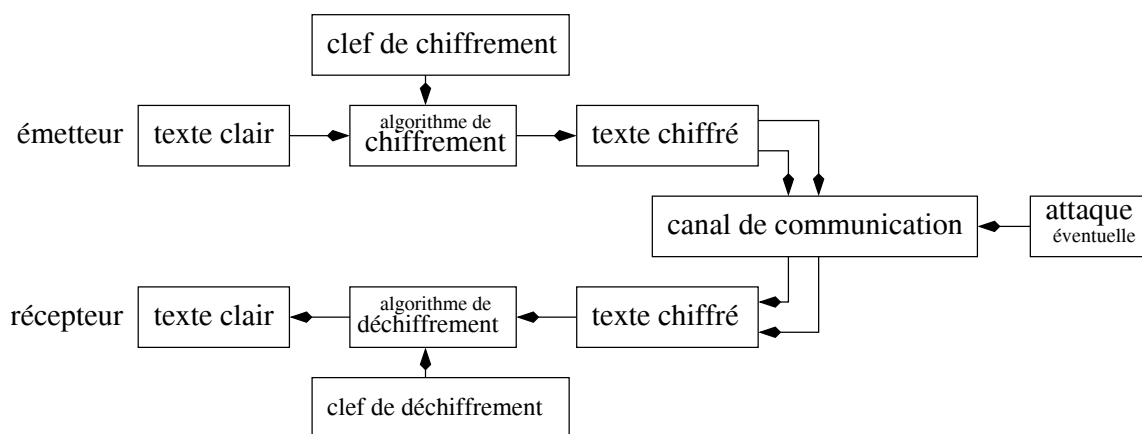 clef de chiffrement
émetteur
texte clair
algorithme de
chiffrement
texte chiffré
canal de communication
attaque
éventuelle
récepteur
texte clair
algorithme de
déchiffrement
texte chiffré
clef de déchiffrement